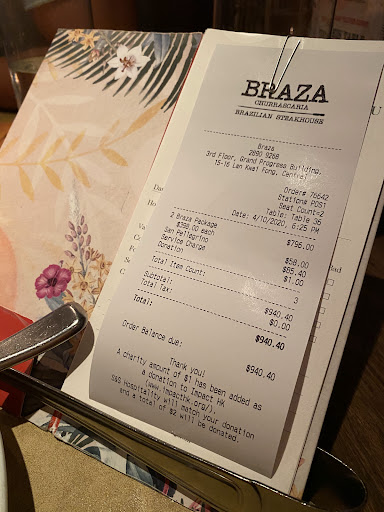 BRAZA
CHURRASCARIA
BRAZILIAN STEAKHOUSE
Braza
2890 9268
3rd Floor, Grand Progress Building,
15-16 Lan Kwai Fong, Central
Order# 76642
Station# POS1
Seat Count=2
Table: Table 36
Date: 4/10/2020, 6:25 PM
2 Braza Package $796.00
$398.00 each
San Pellegrino $58.00
Service Charge $85.40
Donation $1.00
Total Item Count: 3
Subtotal: $940.40
Total Tax: $0.00
Total: $940.40
Order Balance due: $940.40
Thank you!
A charity amount of $1 has been added as
a donation to Impact HK
(www.impacthk.org/).
S&S hospitality will match your donation
and a total of $2 will be donated.